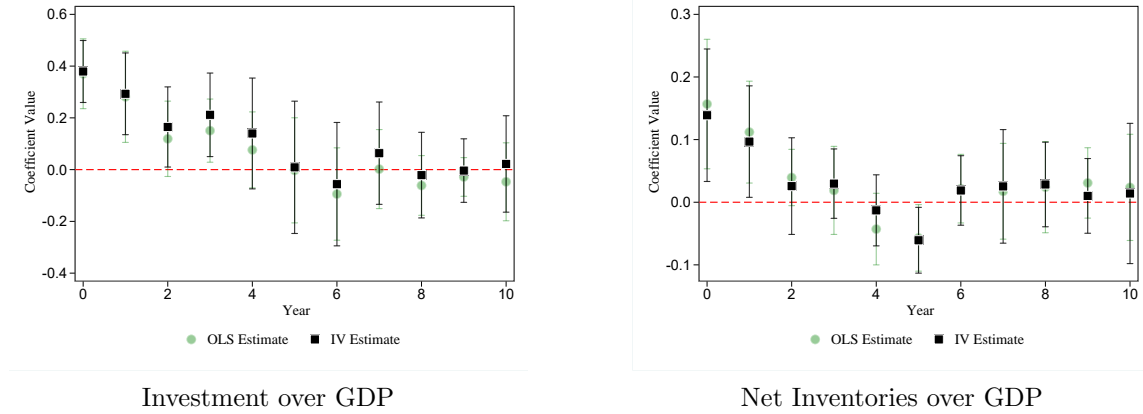 0.6
0.4
0.2
0.0
-0.2
-0.4
Coefficient Value
0 2 4 6 8 10
Year
OLS Estimate IV Estimate
Investment over GDP
0.3
0.2
0.1
0.0
-0.1
Coefficient Value
0 2 4 6 8 10
Year
OLS Estimate IV Estimate
Net Inventories over GDP